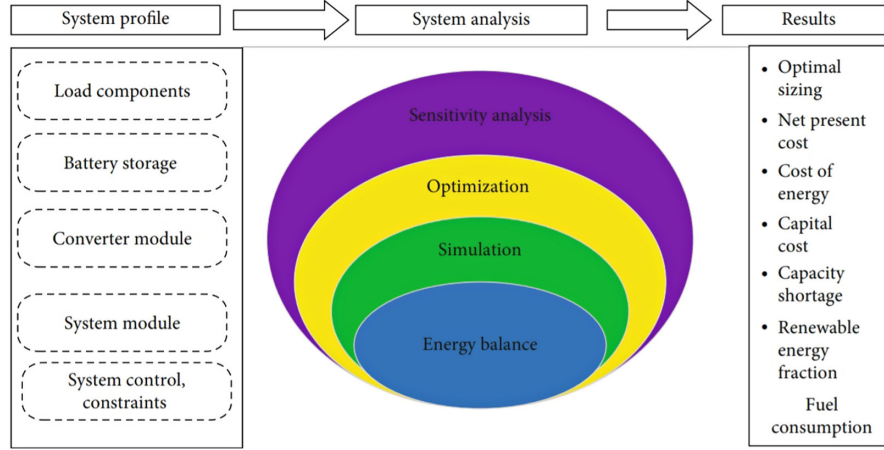 System profile
System analysis
Results
Load components
Battery storage
Converter module
System module
System control,
constraints
Sensitivity analysis
Optimization
Simulation
Energy balance
• Optimal
sizing
• Net present
cost
• Cost of
energy
• Capital
cost
• Capacity
shortage
• Renewable
energy
fraction
Fuel
consumption